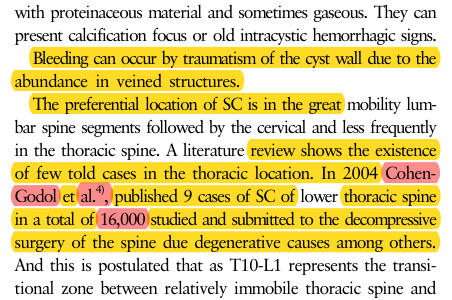 with proteinaceous material and sometimes gaseous. They can
present calcification focus or old intracystic hemorrhagic signs.
Bleeding can occur by traumatism of the cyst wall due to the
abundance in veined structures.
The preferential location of SC is in the great mobility lum-
bar spine segments followed by the cervical and less frequently
in the thoracic spine. A literature review shows the existence
of few told cases in the thoracic location. In 2004 Cohen-
Godol et al.4), published 9 cases of SC of lower thoracic spine
in a total of 16,000 studied and submitted to the decompressive
surgery of the spine due degenerative causes among others.
And this is postulated that as T10-L1 represents the transi-
tional zone between relatively immobile thoracic spine and